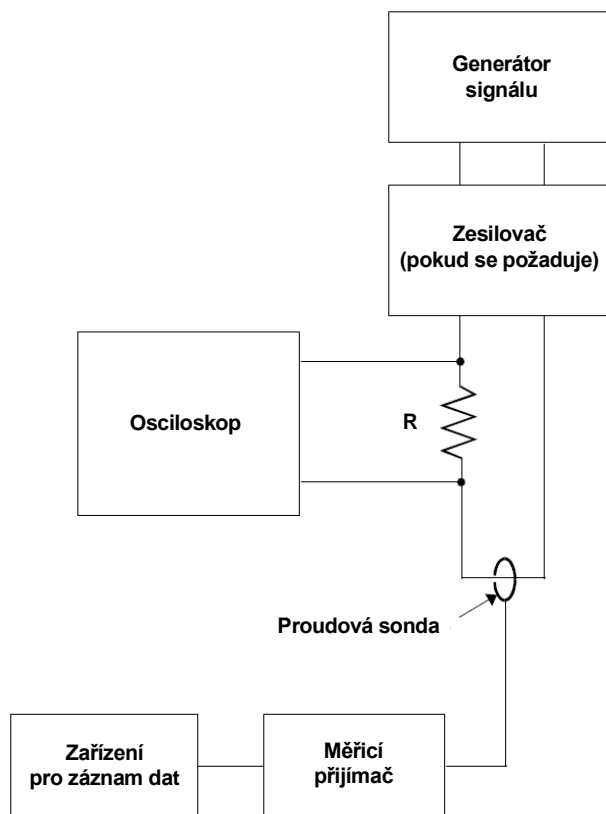 Generátor
signálu
Zesilovač
(pokud se požaduje)
Osciloskop
R
Proudová sonda
Zařízení
pro záznam dat
Měřicí
přijímač